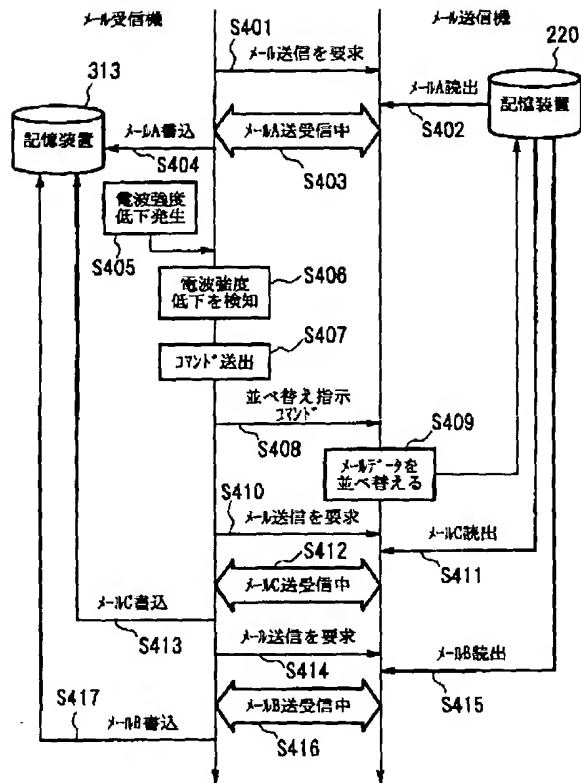 メール受信機
S401
メール送信機
220
メール送信を要求
313
メールA読出
記憶装置
S402
記憶装置
メールA書込
メールA送受信中
S404
S403
電波強度
低下発生
S405
電波強度
低下を検知
S406
コマンド送出
S407
並べ替え指示
コマンド
S408
S409
メールデータを
並べ替える
S410
メール送信を要求
S412
メールC読出
S411
メールC送受信中
メールC書込
S413
メール送信を要求
S414
メールB読出
S415
S417
メールB送受信中
メールB書込
S416